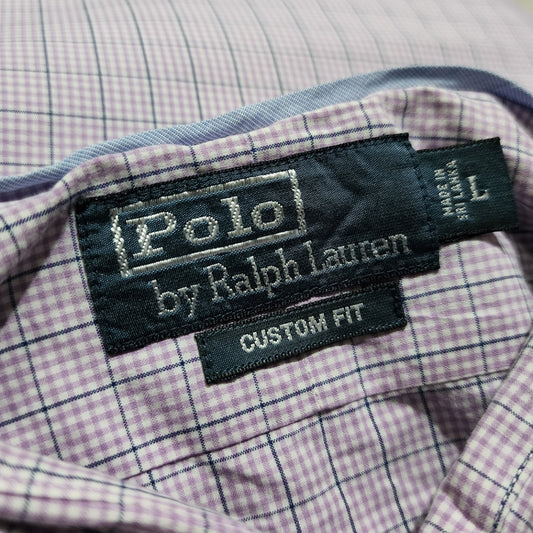 Polo
by Ralph Lauren
MADE IN
SRI LANKA
L
CUSTOM FIT